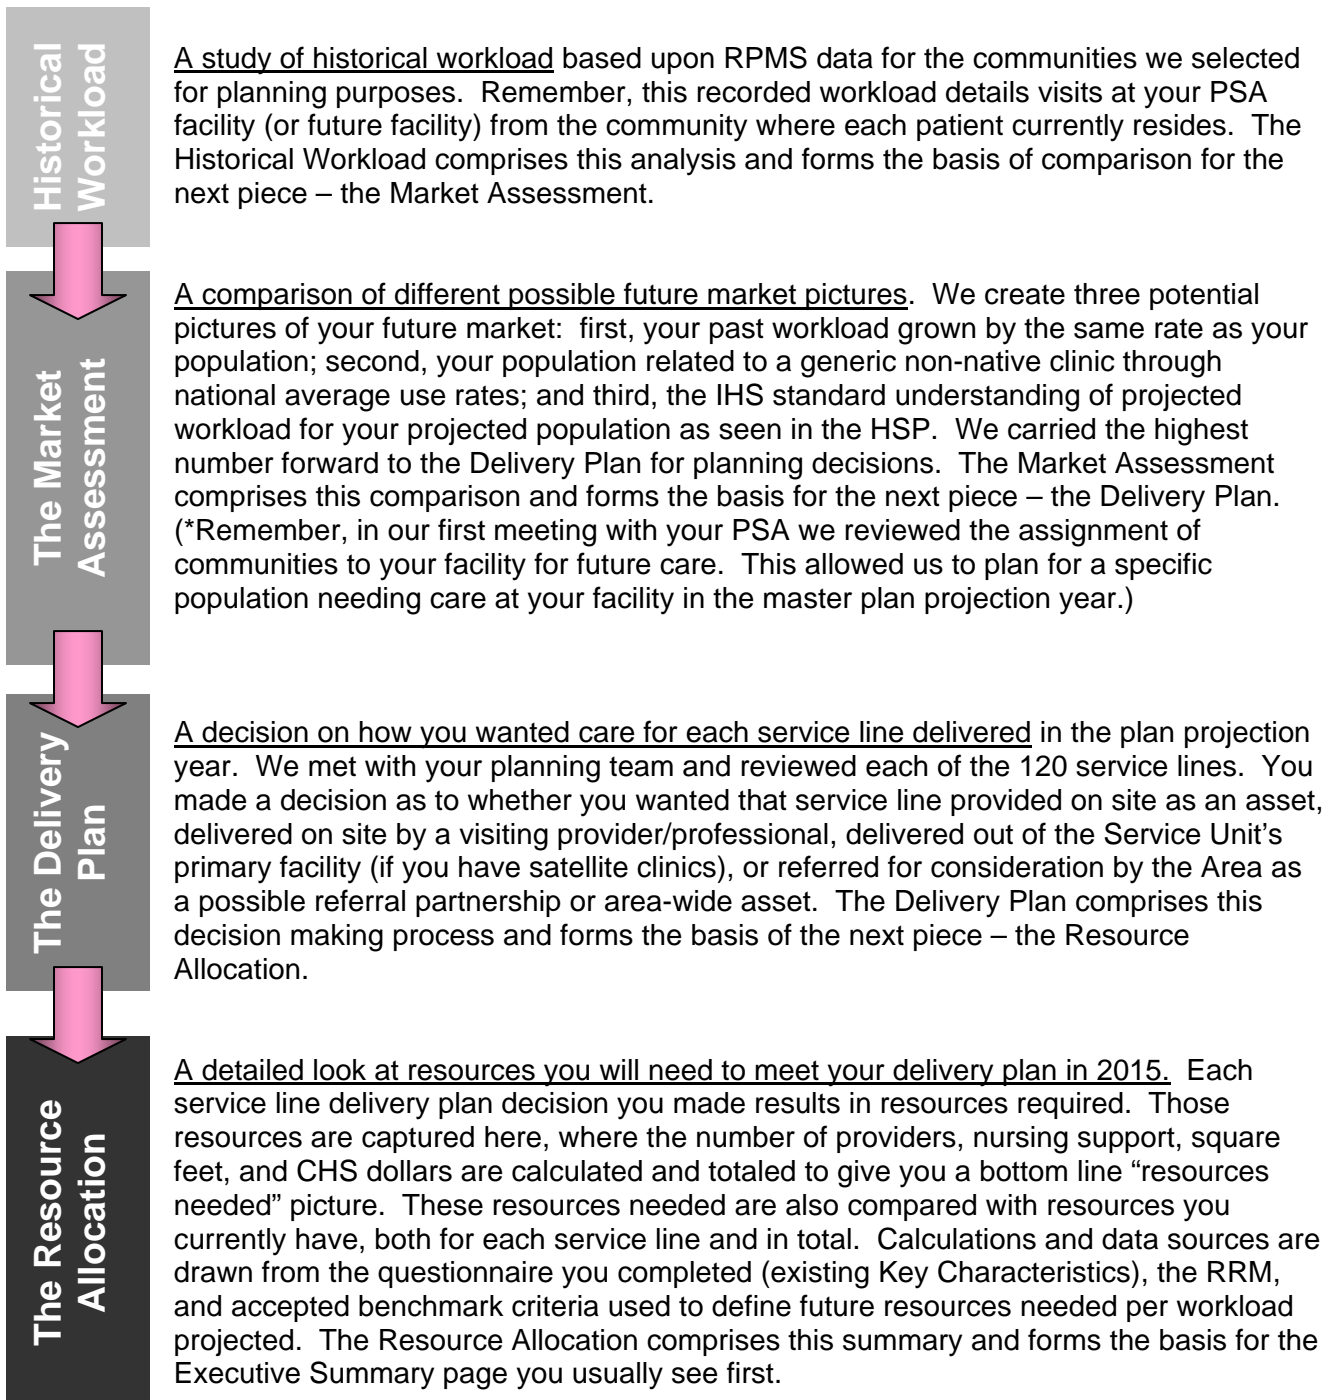 Historical
Workload
A study of historical workload based upon RPMS data for the communities we selected
for planning purposes.  Remember, this recorded workload details visits at your PSA
facility (or future facility) from the community where each patient currently resides.  The
Historical Workload comprises this analysis and forms the basis of comparison for the
next piece – the Market Assessment.
The Market
Assessment
A comparison of different possible future market pictures.  We create three potential
pictures of your future market:  first, your past workload grown by the same rate as your
population; second, your population related to a generic non-native clinic through
national average use rates; and third, the IHS standard understanding of projected
workload for your projected population as seen in the HSP.  We carried the highest
number forward to the Delivery Plan for planning decisions.  The Market Assessment
comprises this comparison and forms the basis for the next piece – the Delivery Plan.
(*Remember, in our first meeting with your PSA we reviewed the assignment of
communities to your facility for future care.  This allowed us to plan for a specific
population needing care at your facility in the master plan projection year.)
The Delivery
Plan
A decision on how you wanted care for each service line delivered in the plan projection
year.  We met with your planning team and reviewed each of the 120 service lines.  You
made a decision as to whether you wanted that service line provided on site as an asset,
delivered on site by a visiting provider/professional, delivered out of the Service Unit's
primary facility (if you have satellite clinics), or referred for consideration by the Area as
a possible referral partnership or area-wide asset.  The Delivery Plan comprises this
decision making process and forms the basis of the next piece – the Resource
Allocation.
The Resource
Allocation
A detailed look at resources you will need to meet your delivery plan in 2015.  Each
service line delivery plan decision you made results in resources required.  Those
resources are captured here, where the number of providers, nursing support, square
feet, and CHS dollars are calculated and totaled to give you a bottom line “resources
needed” picture.  These resources needed are also compared with resources you
currently have, both for each service line and in total.  Calculations and data sources are
drawn from the questionnaire you completed (existing Key Characteristics), the RRM,
and accepted benchmark criteria used to define future resources needed per workload
projected.  The Resource Allocation comprises this summary and forms the basis for the
Executive Summary page you usually see first.